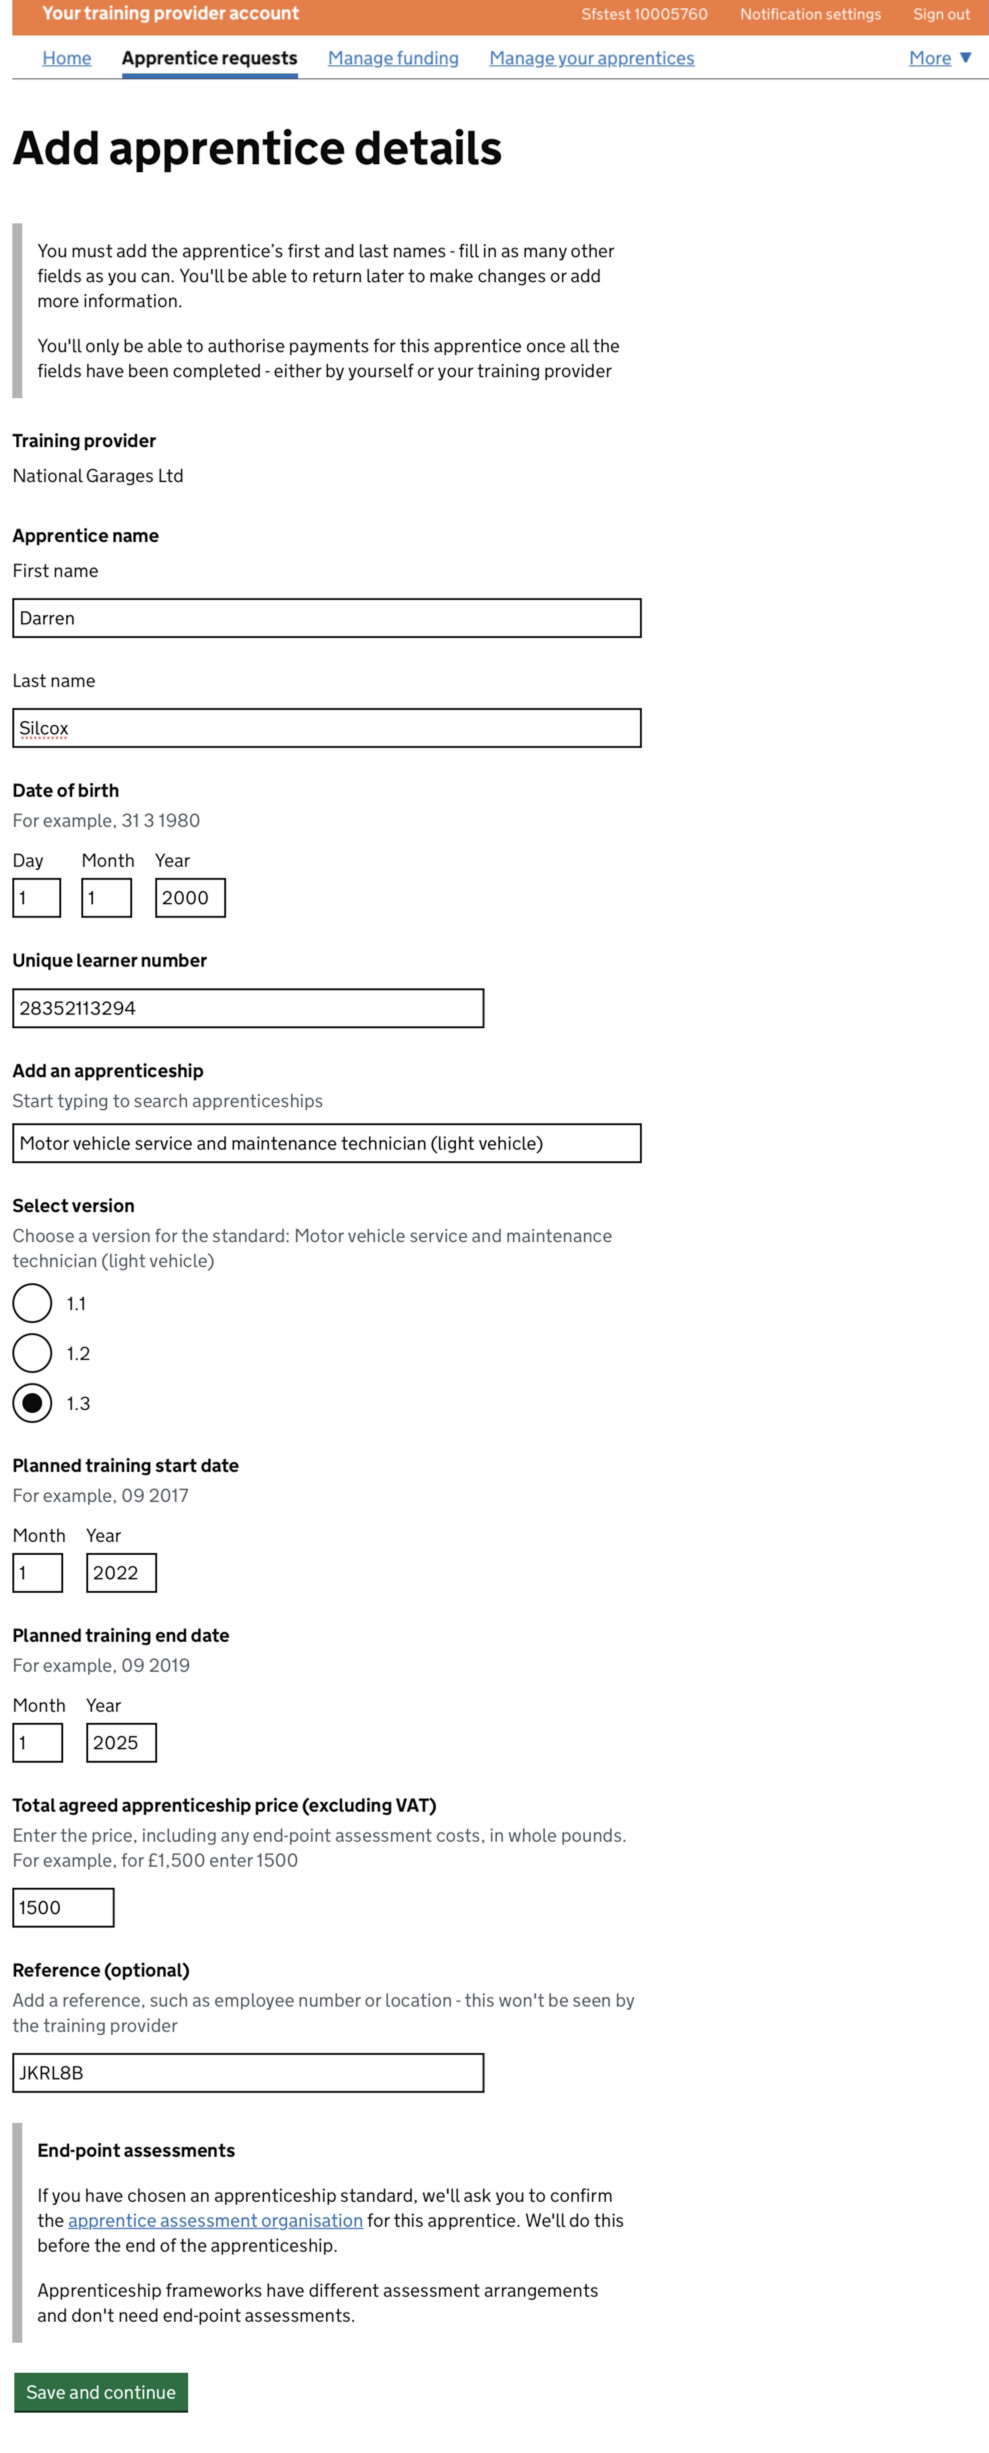 Your training provider account
Sfstest 10005760
Notification settings
Sign out
Home
Apprentice requests
Manage funding
Manage your apprentices
More ▼
Add apprentice details
You must add the apprentice’s first and last names - fill in as many other
fields as you can. You'll be able to return later to make changes or add
more information.
You'll only be able to authorise payments for this apprentice once all the
fields have been completed - either by yourself or your training provider
Training provider
National Garages Ltd
Apprentice name
First name
Darren
Last name
Silcox
Date of birth
For example, 31 3 1980
Day Month Year
1 1 2000
Unique learner number
28352113294
Add an apprenticeship
Start typing to search apprenticeships
Motor vehicle service and maintenance technician (light vehicle)
Select version
Choose a version for the standard: Motor vehicle service and maintenance
technician (light vehicle)
1.1
1.2
1.3
Planned training start date
For example, 09 2017
Month Year
1 2022
Planned training end date
For example, 09 2019
Month Year
1 2025
Total agreed apprenticeship price (excluding VAT)
Enter the price, including any end-point assessment costs, in whole pounds.
For example, for £1,500 enter 1500
1500
Reference (optional)
Add a reference, such as employee number or location - this won't be seen by
the training provider
JKRL8B
End-point assessments
If you have chosen an apprenticeship standard, we'll ask you to confirm
the apprentice assessment organisation for this apprentice. We'll do this
before the end of the apprenticeship.
Apprenticeship frameworks have different assessment arrangements
and don't need end-point assessments.
Save and continue